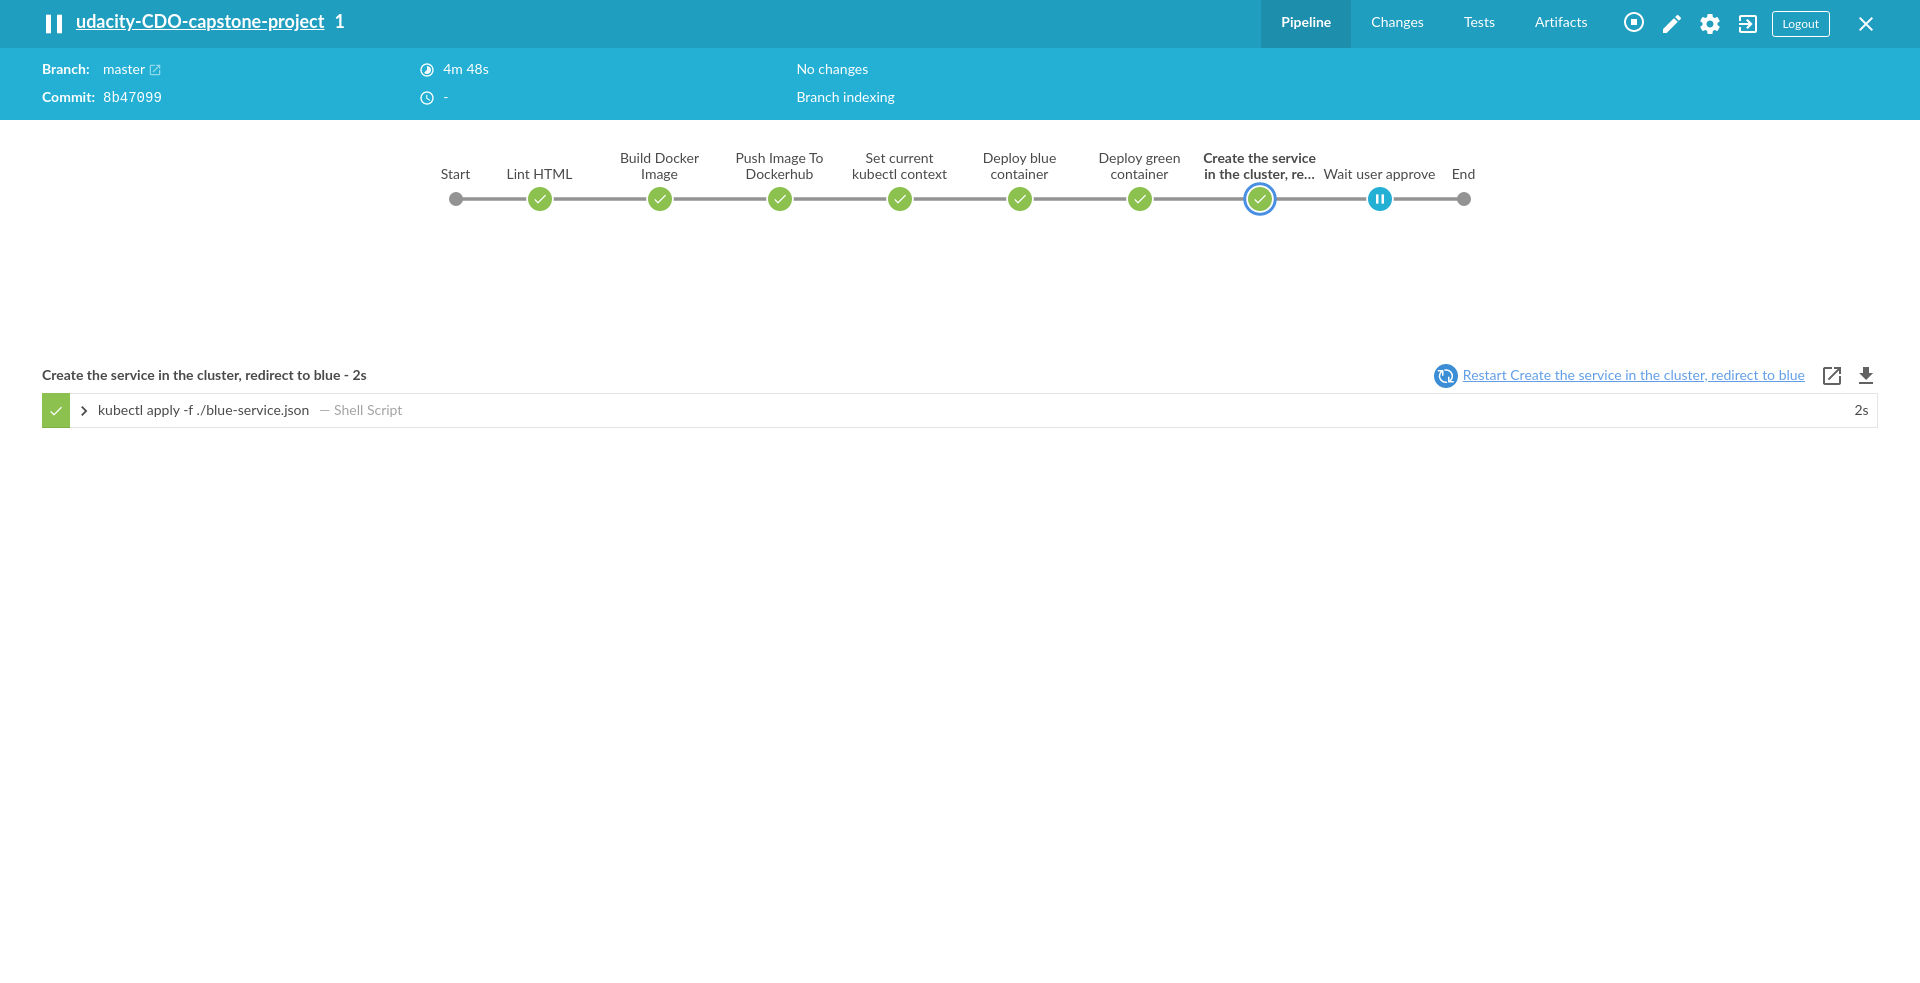 udacity-CDO-capstone-project 1
Pipeline Changes Tests Artifacts Logout
Branch: master 4m 48s No changes
Commit: 8b47099 - Branch indexing
Start
Lint HTML
Build Docker
Image
Push Image To
Dockerhub
Set current
kubectl context
Deploy blue
container
Deploy green
container
Create the service
in the cluster, re...
Wait user approve
End
Create the service in the cluster, redirect to blue - 2s Restart Create the service in the cluster, redirect to blue
kubectl apply -f ./blue-service.json — Shell Script 2s